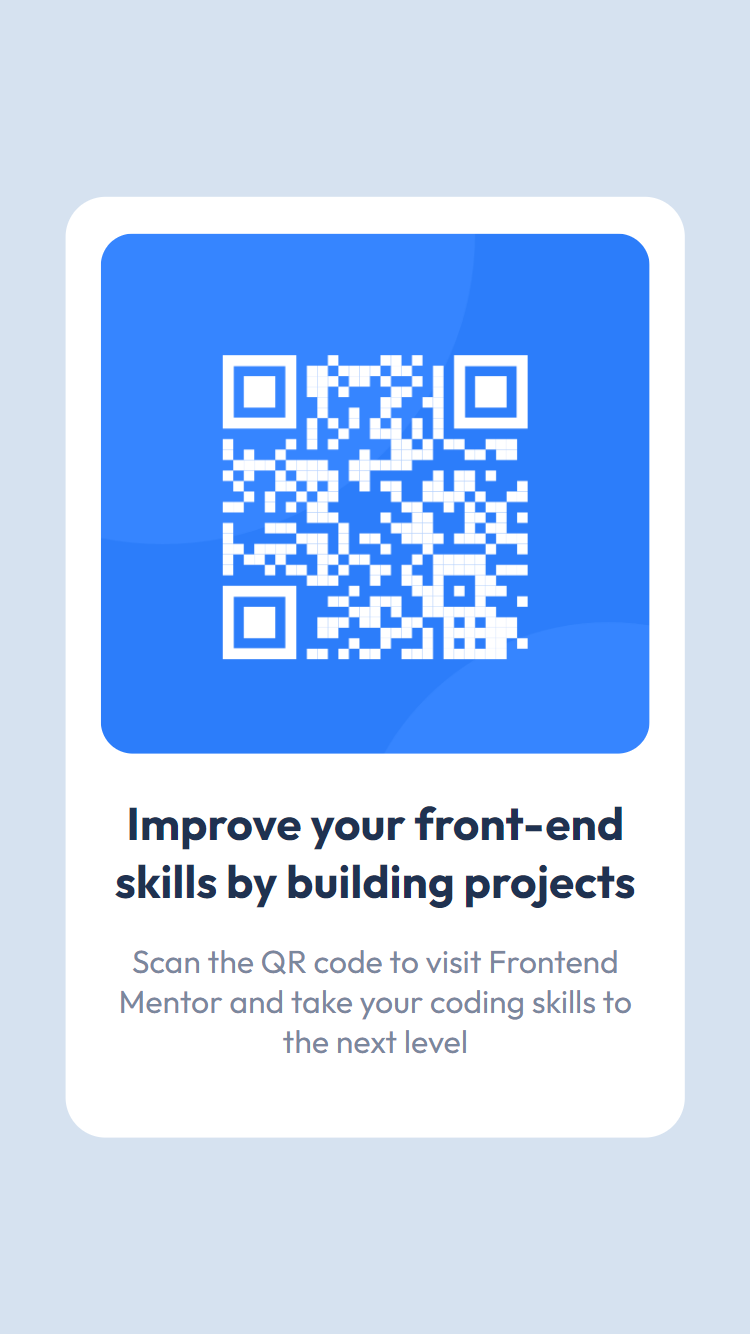 Improve your front-end
skills by building projects
Scan the QR code to visit Frontend
Mentor and take your coding skills to
the next level